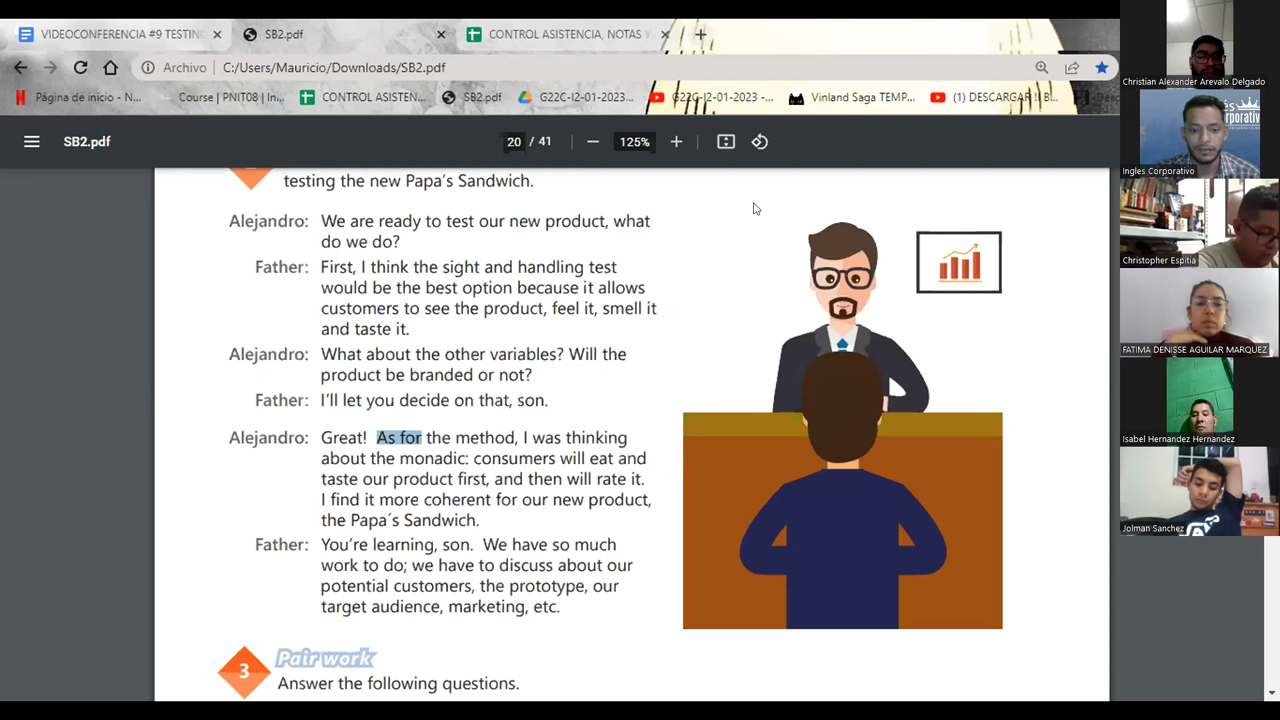 VIDEOCONFERENCIA #9 TESTIN
SB2.pdf
CONTROL ASISTENCIA, NOTAS Y
Archivo
C:/Users/Mauricio/Downloads/SB2.pdf
Página de inicio - N...
Course | PNIT08 | In...
CONTROL ASISTEN...
SB2.pdf
G22C-I2-01-2023...
G22C-I2-01-2023 -...
Vinland Saga TEMP...
(1) DESCARGAR
SB2.pdf
20 / 41
125%
testing the new Papa's Sandwich.
Alejandro: We are ready to test our new product, what
do we do?
Father: First, I think the sight and handling test
would be the best option because it allows
customers to see the product, feel it, smell it
and taste it.
Alejandro: What about the other variables? Will the
product be branded or not?
Father: I'll let you decide on that, son.
Alejandro: Great! As for the method, I was thinking
about the monadic: consumers will eat and
taste our product first, and then will rate it.
I find it more coherent for our new product,
the Papa´s Sandwich.
Father: You're learning, son. We have so much
work to do; we have to discuss about our
potential customers, the prototype, our
target audience, marketing, etc.
3
Pair work
Answer the following questions.
Christian Alexander Arevalo Delgado
Ingles Corporativo
Christopher Espitia
FATIMA DENISSE AGUILAR MARQUEZ
Isabel Hernandez Hernandez
Jolman Sanchez